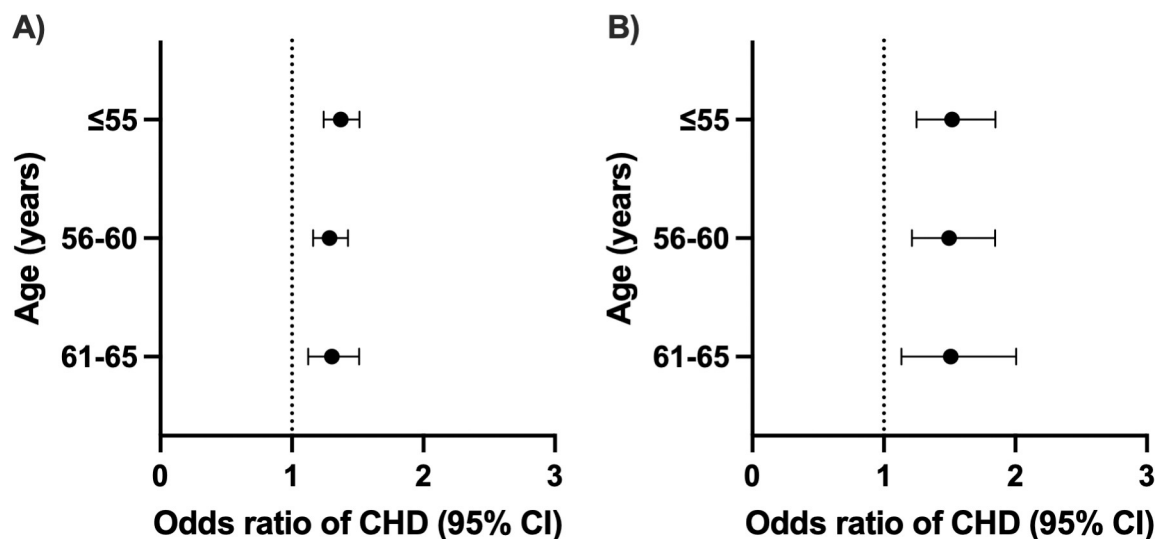 A)
Age (years)
≤55
56-60
61-65
0 1 2 3
Odds ratio of CHD (95% CI)
B)
Age (years)
≤55
56-60
61-65
0 1 2 3
Odds ratio of CHD (95% CI)